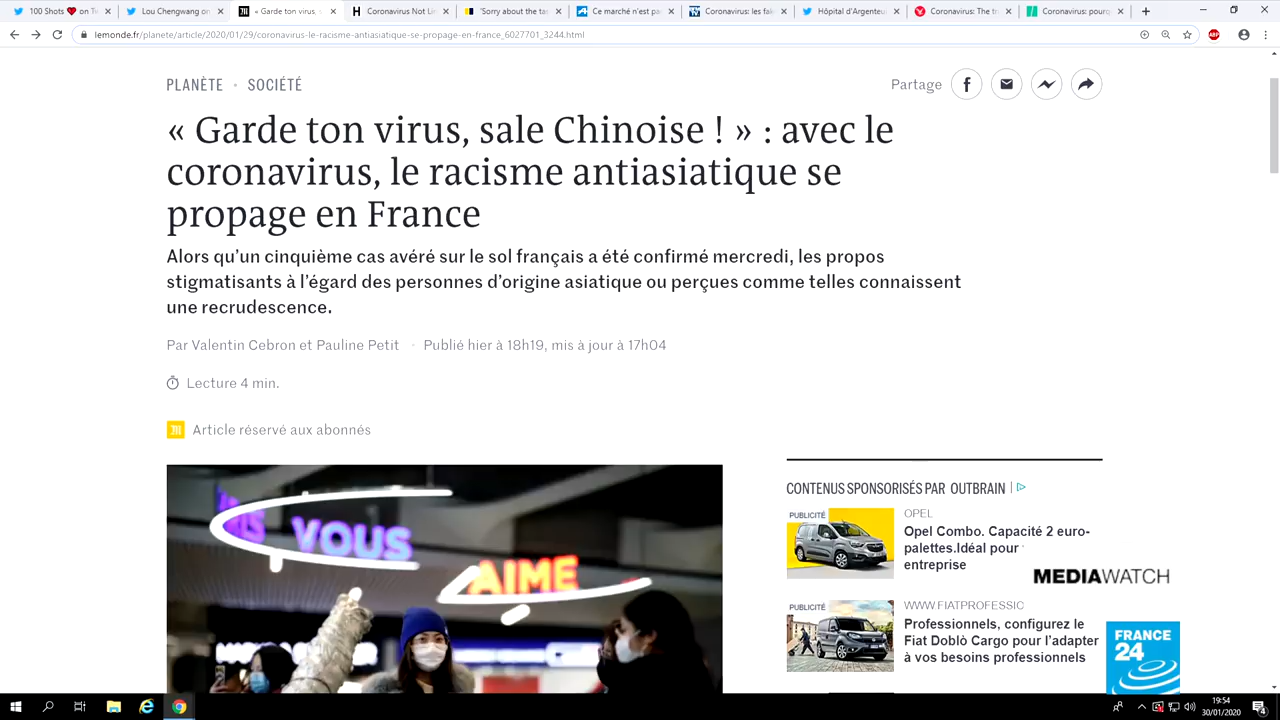 100 Shots ❤ on Tw
Lou Chengwang on
« Garde ton virus, s
Coronavirus Not Li
'Sorry about the ta
Ce marché n'est pa
Coronavirus: les fak
Hôpital d'Argenteu
Coronavirus: The tr
Coronavirus: pourq
lemonde.fr/planete/article/2020/01/29/coronavirus-le-racisme-antiasiatique-se-propage-en-france_6027701_3244.html
ABP
PLANÈTE · SOCIÉTÉ
Partage
« Garde ton virus, sale Chinoise ! » : avec le
coronavirus, le racisme antiasiatique se
propage en France
Alors qu'un cinquième cas avéré sur le sol français a été confirmé mercredi, les propos
stigmatisants à l'égard des personnes d'origine asiatique ou perçues comme telles connaissent
une recrudescence.
Par Valentin Cebron et Pauline Petit · Publié hier à 18h19, mis à jour à 17h04
Lecture 4 min.
Article réservé aux abonnés
VOUS
AIME
CONTENUS SPONSORISÉS PAR OUTBRAIN
PUBLICITÉ
OPEL
Opel Combo. Capacité 2 euro-
palettes.Idéal pour
entreprise
MEDIAWATCH
PUBLICITÉ
WWW FIATPROFESSIC
Professionnels, configurez le
Fiat Doblò Cargo pour l'adapter
à vos besoins professionnels
FRANCE
24
19:54
30/01/2020
4